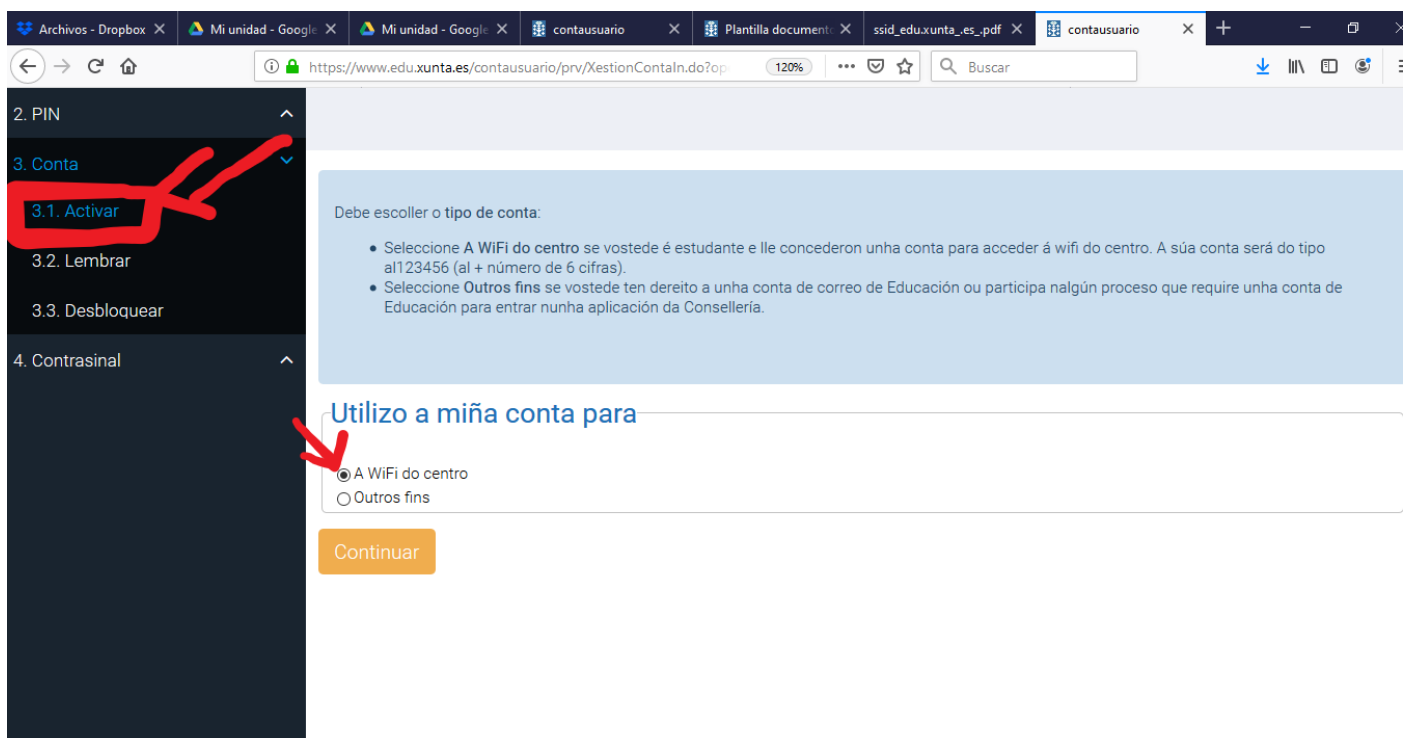 Archivos - Dropbox
Mi unidad - Google
Mi unidad - Google
contausuario
Plantilla documento
ssid_edu.xunta_.es_.pdf
contausuario
https://www.edu.xunta.es/contausuario/prv/XestionContaIn.do?op
120%
Buscar
2. PIN
3. Conta
3.1. Activar
3.2. Lembrar
3.3. Desbloquear
4. Contrasinal
Debe escoller o tipo de conta:
Seleccione A WiFi do centro se vostede é estudante e lle concederon unha conta para acceder á wifi do centro. A súa conta será do tipo
al123456 (al + número de 6 cifras).
Seleccione Outros fins se vostede ten dereito a unha conta de correo de Educación ou participa nalgún proceso que require unha conta de
Educación para entrar nunha aplicación da Consellería.
Utilizo a miña conta para
A WiFi do centro
Outros fins
Continuar